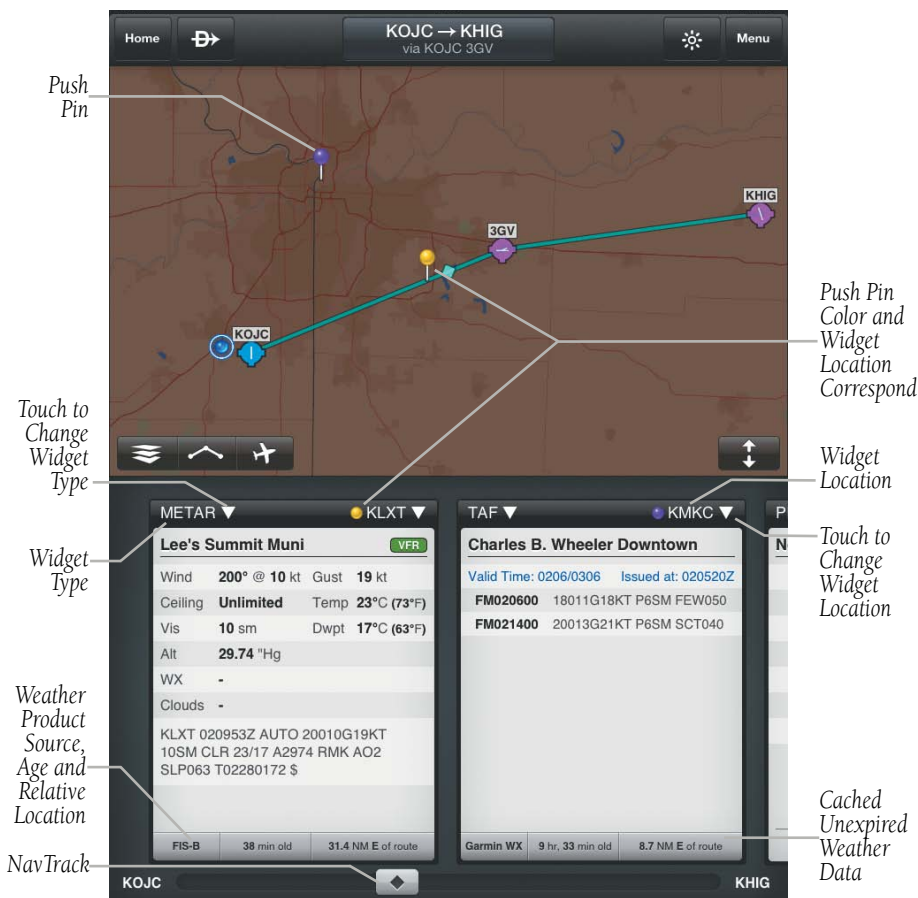 Home
KOJC → KHIG
via KOJC 3GV
Menu
Push
Pin
KHIG
3GV
KOJC
Push Pin
Color and
Widget
Location
Correspond
Touch to
Change
Widget
Type
Widget
Location
METAR ▼
KLXT ▼
TAF ▼
KMKC ▼
P
Widget
Type
Touch to
Change
Widget
Location
Lee's Summit Muni
VFR
Wind 200° @ 10 kt Gust 19 kt
Ceiling Unlimited Temp 23°C (73°F)
Vis 10 sm Dwpt 17°C (63°F)
Alt 29.74 "Hg
WX -
Clouds -
KLXT 020953Z AUTO 20010G19KT
10SM CLR 23/17 A2974 RMK AO2
SLP063 T02280172 $
FIS-B 38 min old 31.4 NM E of route
Charles B. Wheeler Downtown
Valid Time: 0206/0306 Issued at: 020520Z
FM020600 18011G18KT P6SM FEW050
FM021400 20013G21KT P6SM SCT040
Garmin WX 9 hr, 33 min old 8.7 NM E of route
N
Weather
Product
Source,
Age and
Relative
Location
Cached
Unexpired
Weather
Data
NavTrack
KOJC
KHIG